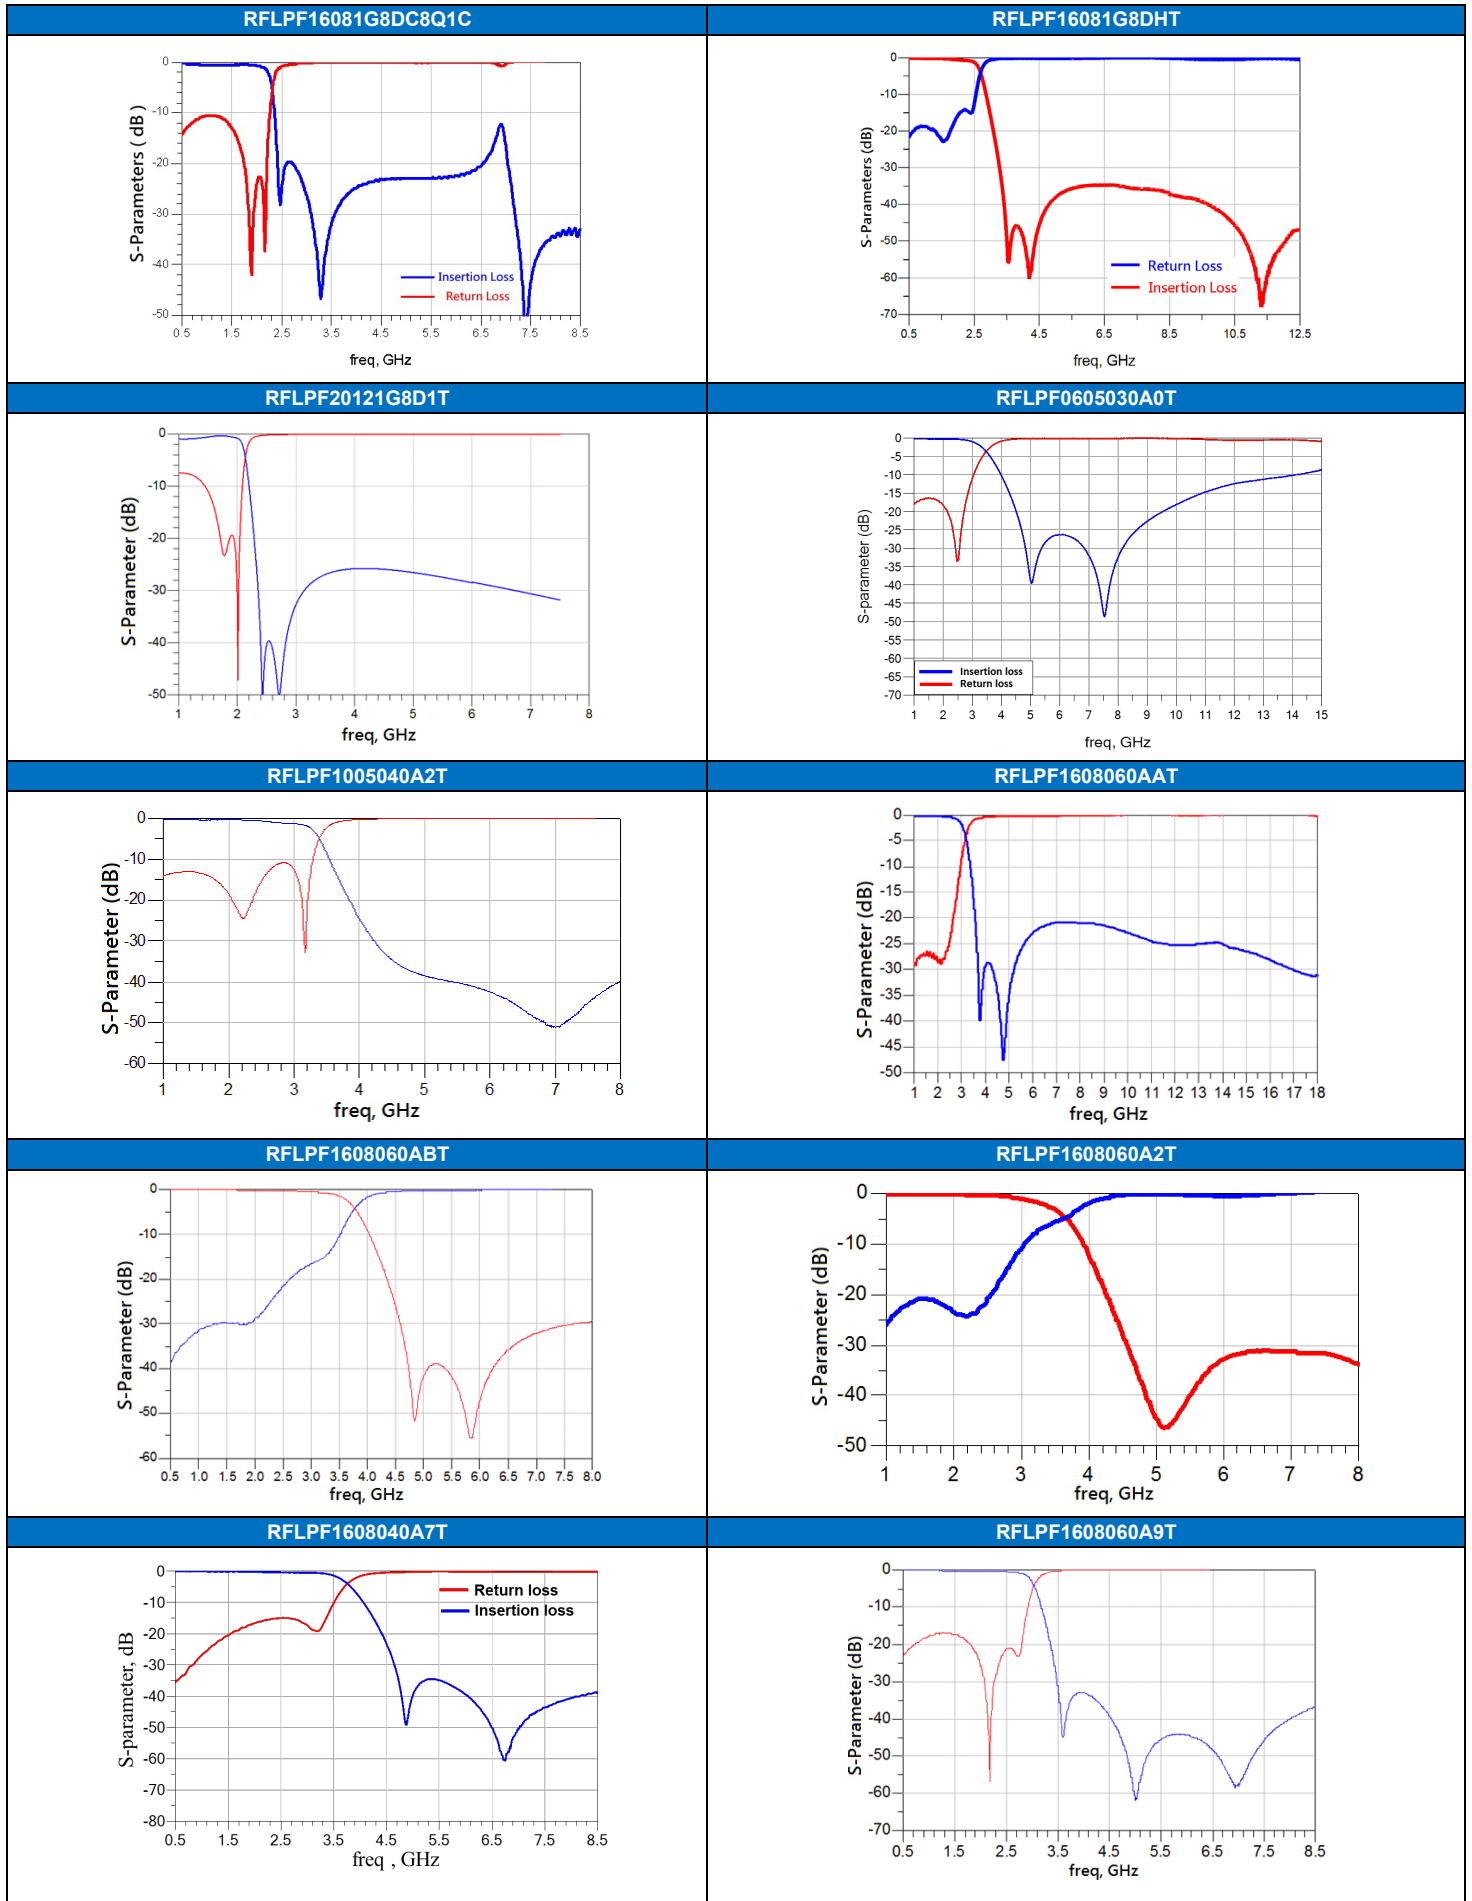 RFLPF16081G8DC8Q1C
RFLPF16081G8DHT
S-Parameters ( dB )
0
-10
-20
-30
-40
-50
Insertion Loss
Return Loss
0.5 1.5 2.5 3.5 4.5 5.5 6.5 7.5 8.5
freq, GHz
S-Parameters (dB)
0
-10
-20
-30
-40
-50
-60
-70
Return Loss
Insertion Loss
0.5 2.5 4.5 6.5 8.5 10.5 12.5
freq, GHz
RFLPF20121G8D1T
RFLPF0605030A0T
S-Parameter (dB)
0
-10
-20
-30
-40
-50
1 2 3 4 5 6 7 8
freq, GHz
S-parameter (dB)
0
-5
-10
-15
-20
-25
-30
-35
-40
-45
-50
-55
-60
-65
-70
Insertion loss
Return loss
1 2 3 4 5 6 7 8 9 10 11 12 13 14 15
freq, GHz
RFLPF1005040A2T
RFLPF1608060AAT
S-Parameter (dB)
0
-10
-20
-30
-40
-50
-60
1 2 3 4 5 6 7 8
freq, GHz
S-Parameter (dB)
0
-5
-10
-15
-20
-25
-30
-35
-40
-45
-50
1 2 3 4 5 6 7 8 9 10 11 12 13 14 15 16 17 18
freq, GHz
RFLPF1608060ABT
RFLPF1608060A2T
S-Parameter (dB)
0
-10
-20
-30
-40
-50
-60
0.5 1.0 1.5 2.0 2.5 3.0 3.5 4.0 4.5 5.0 5.5 6.0 6.5 7.0 7.5 8.0
freq, GHz
S-Parameter (dB)
0
-10
-20
-30
-40
-50
1 2 3 4 5 6 7 8
freq, GHz
RFLPF1608040A7T
RFLPF1608060A9T
S-parameter, dB
0
-10
-20
-30
-40
-50
-60
-70
-80
Return loss
Insertion loss
0.5 1.5 2.5 3.5 4.5 5.5 6.5 7.5 8.5
freq , GHz
S-Parameter (dB)
0
-10
-20
-30
-40
-50
-60
-70
0.5 1.5 2.5 3.5 4.5 5.5 6.5 7.5 8.5
freq, GHz